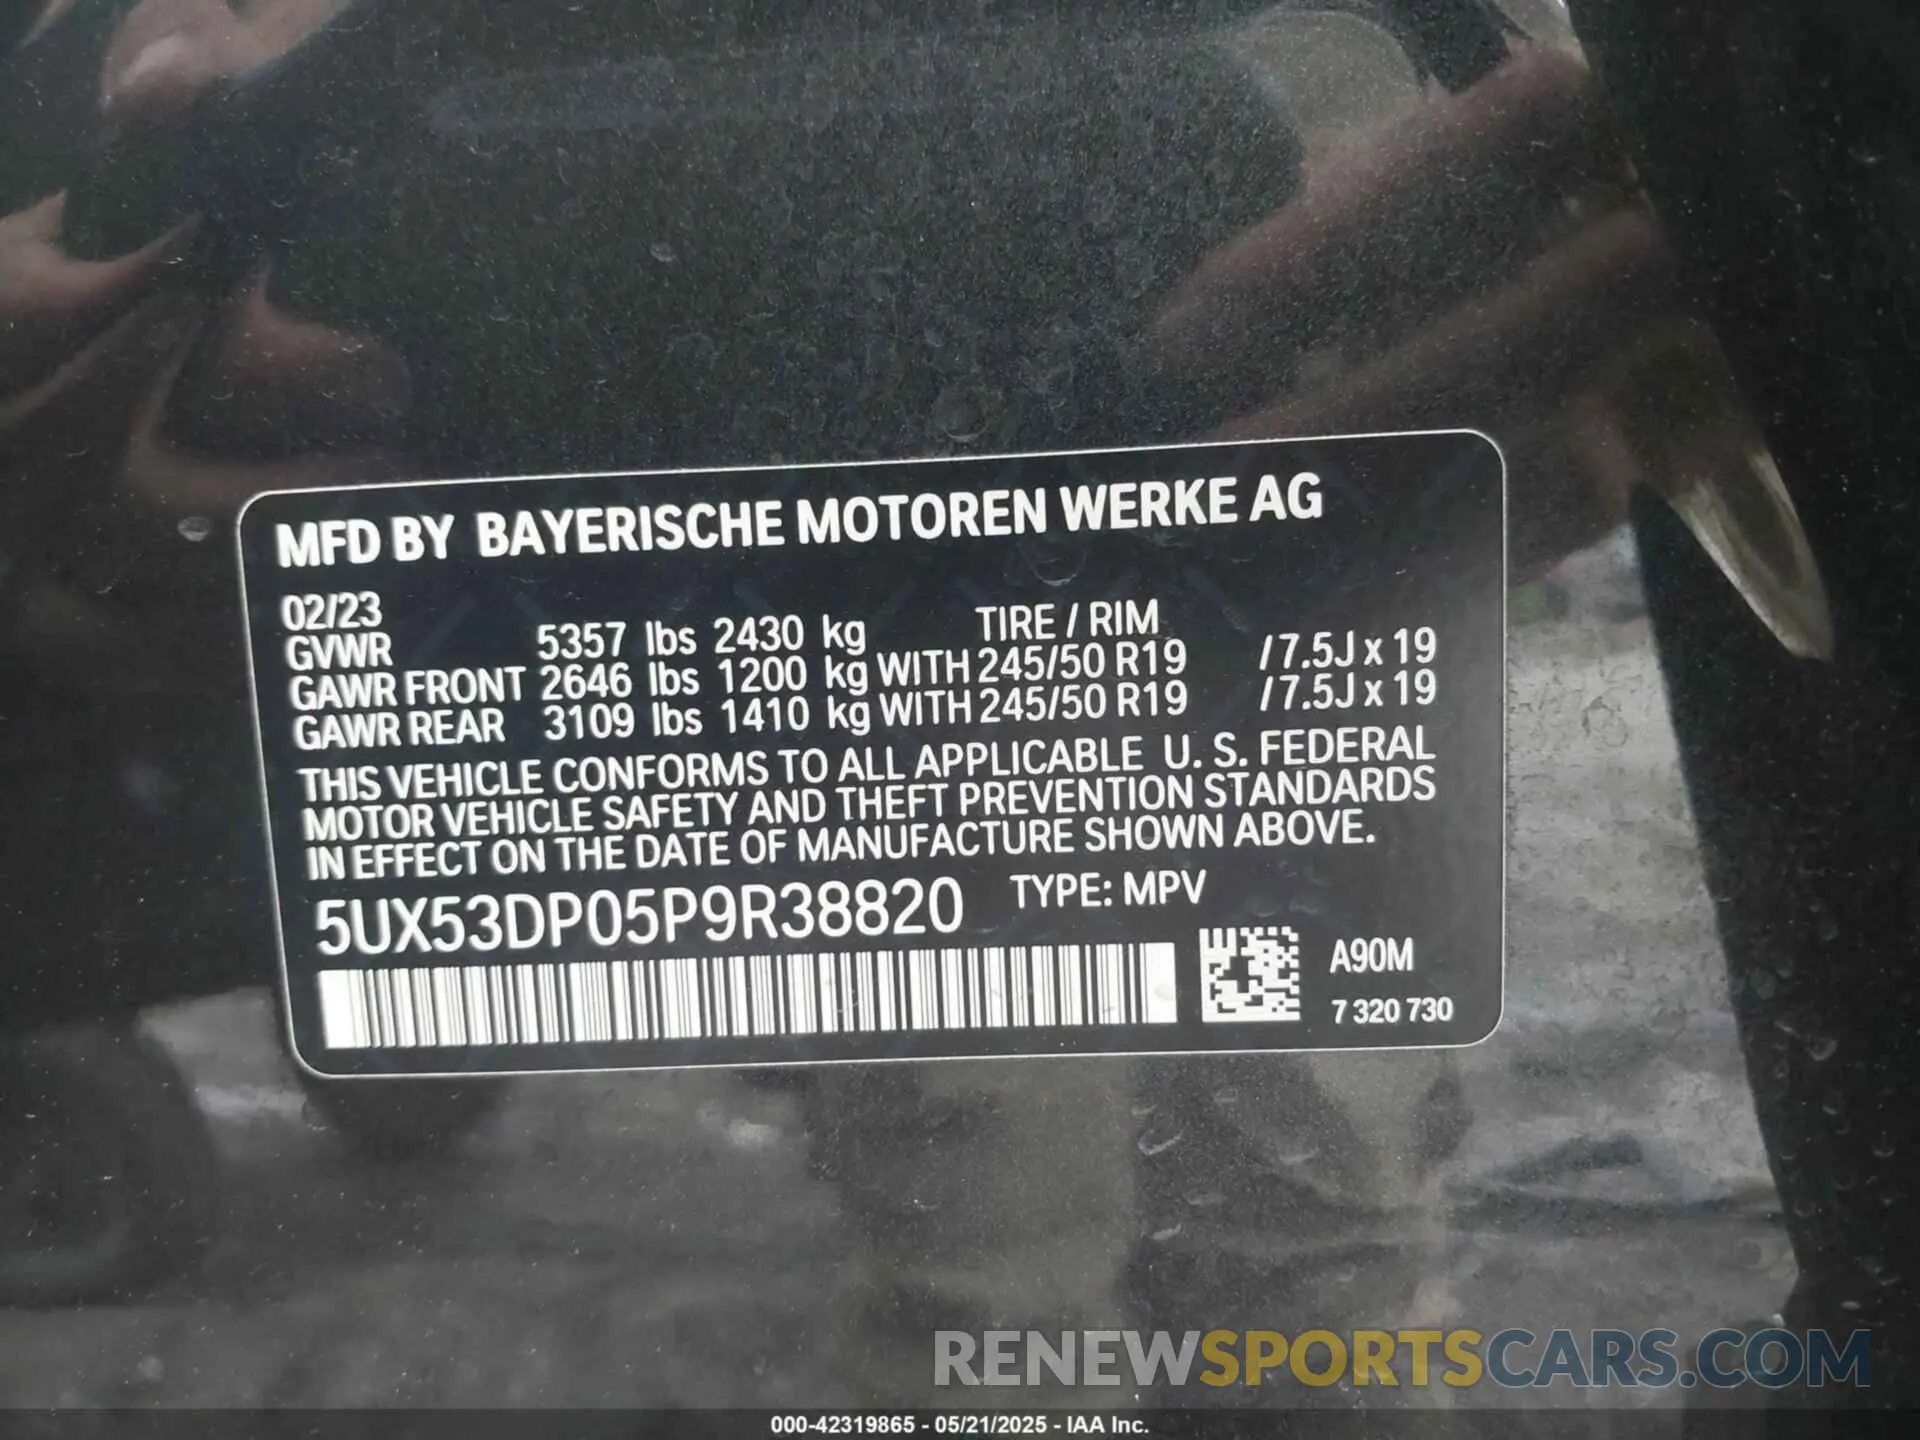 MFD BY BAYERISCHE MOTOREN WERKE AG
02/23
GVWR 5357 lbs 2430 kg TIRE / RIM
GAWR FRONT 2646 lbs 1200 kg WITH 245/50 R19 / 7.5J x 19
GAWR REAR 3109 lbs 1410 kg WITH 245/50 R19 / 7.5J x 19
THIS VEHICLE CONFORMS TO ALL APPLICABLE U. S. FEDERAL
MOTOR VEHICLE SAFETY AND THEFT PREVENTION STANDARDS
IN EFFECT ON THE DATE OF MANUFACTURE SHOWN ABOVE.
5UX53DP05P9R38820 TYPE: MPV
A90M
7 320 730
RENEWSPORTSCARS.COM
000-42319865 - 05/21/2025 - IAA Inc.